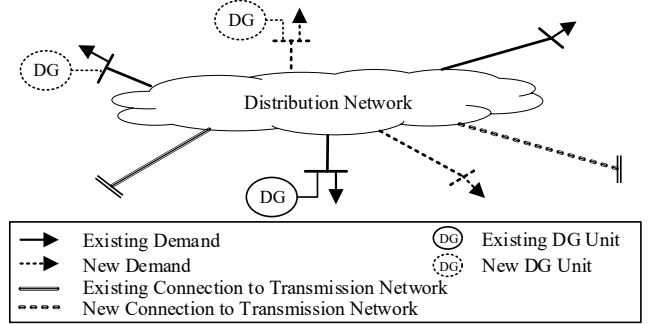 DG
DG
Distribution Network
DG
Existing Demand
DG Existing DG Unit
New Demand
DG New DG Unit
Existing Connection to Transmission Network
New Connection to Transmission Network